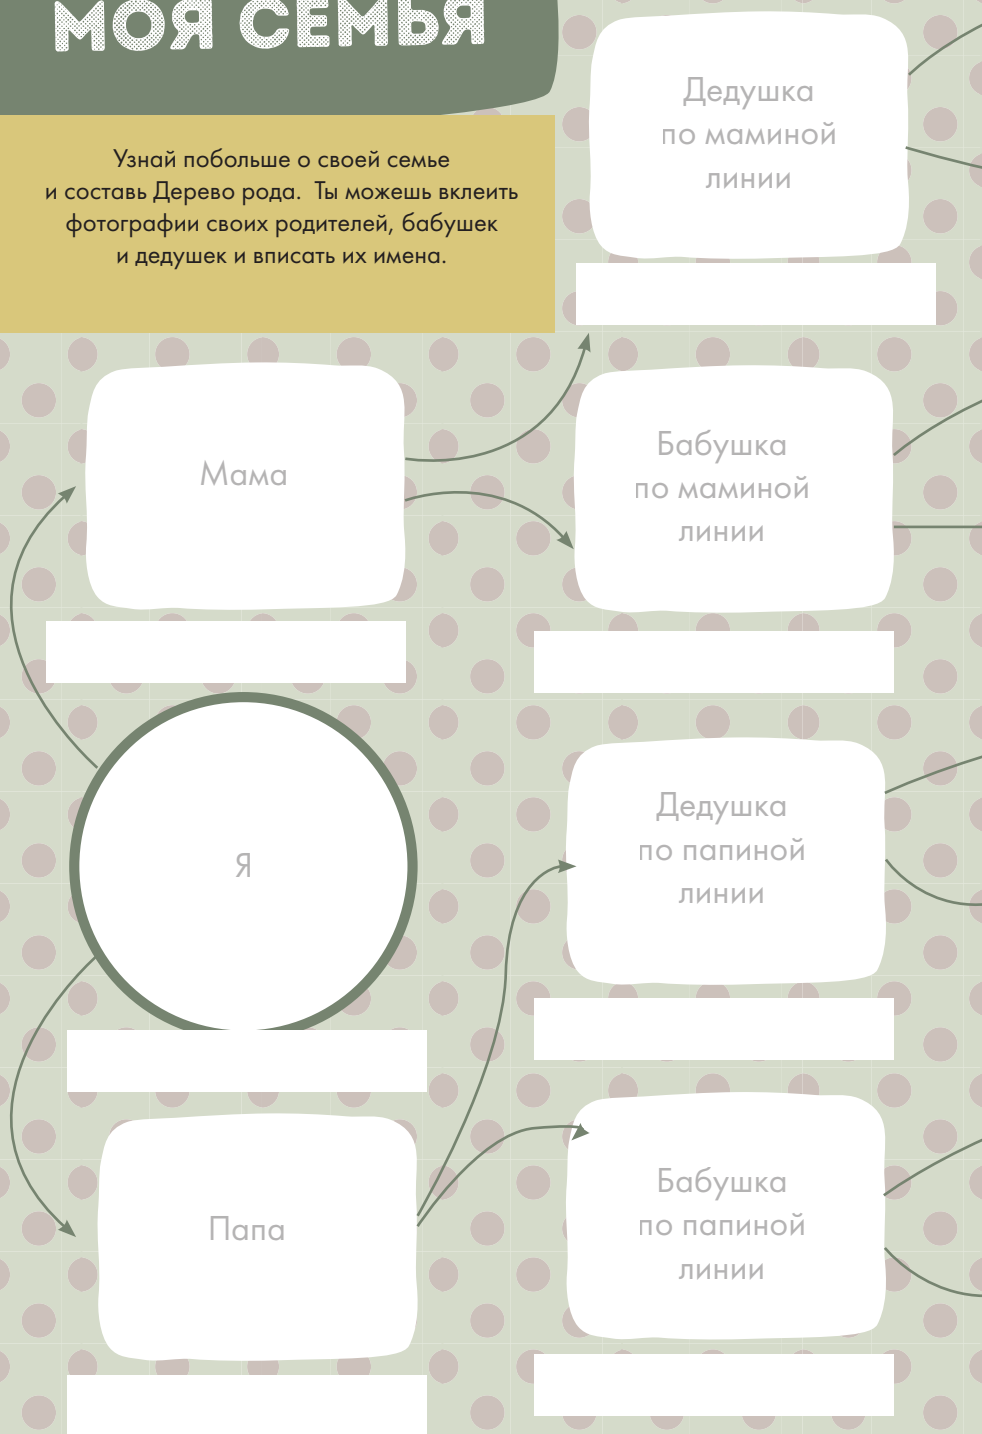 МОЯ СЕМЬЯ
Узнай побольше о своей семье
и составь Дерево рода. Ты можешь вклеить
фотографии своих родителей, бабушек
и дедушек и вписать их имена.
Дедушка
по маминой
линии
Мама
Бабушка
по маминой
линии
Я
Дедушка
по папиной
линии
Папа
Бабушка
по папиной
линии